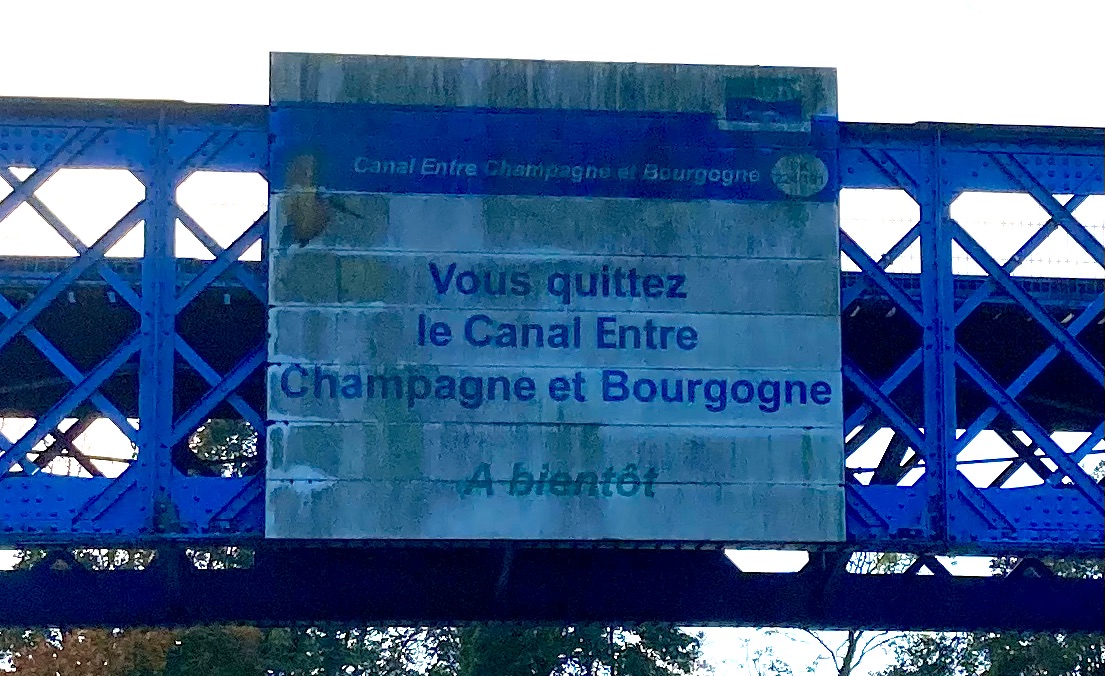 Canal Entre Champagne et Bourgogne
Vous quittez
le Canal Entre
Champagne et Bourgogne
A bientôt